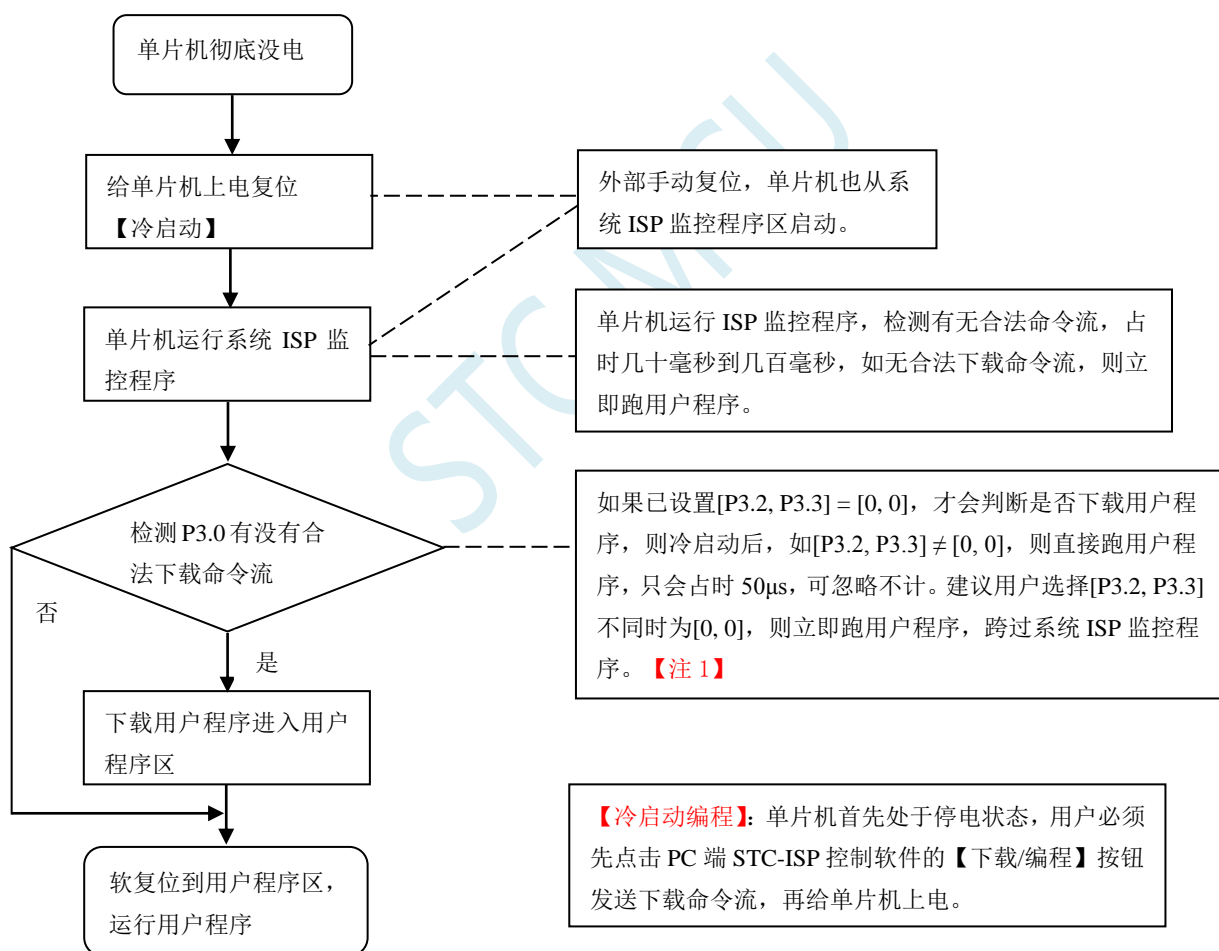 单片机彻底没电
给单片机上电复位
【冷启动】
外部手动复位，单片机也从系
统 ISP 监控程序区启动。
单片机运行系统 ISP 监
控程序
单片机运行 ISP 监控程序，检测有无合法命令流，占
时几十毫秒到几百毫秒，如无合法下载命令流，则立
即跑用户程序。
检测 P3.0 有没有合
法下载命令流
如果已设置[P3.2, P3.3] = [0, 0]，才会判断是否下载用户程
序，则冷启动后，如[P3.2, P3.3] ≠ [0, 0]，则直接跑用户程
序，只会占时 50μs，可忽略不计。建议用户选择[P3.2, P3.3]
不同时为[0, 0]，则立即跑用户程序，跨过系统 ISP 监控程
序。【注 1】
否
是
下载用户程序进入用户
程序区
【冷启动编程】：单片机首先处于停电状态，用户必须
先点击 PC 端 STC-ISP 控制软件的【下载/编程】按钮
发送下载命令流，再给单片机上电。
软复位到用户程序区，
运行用户程序
STC MCU